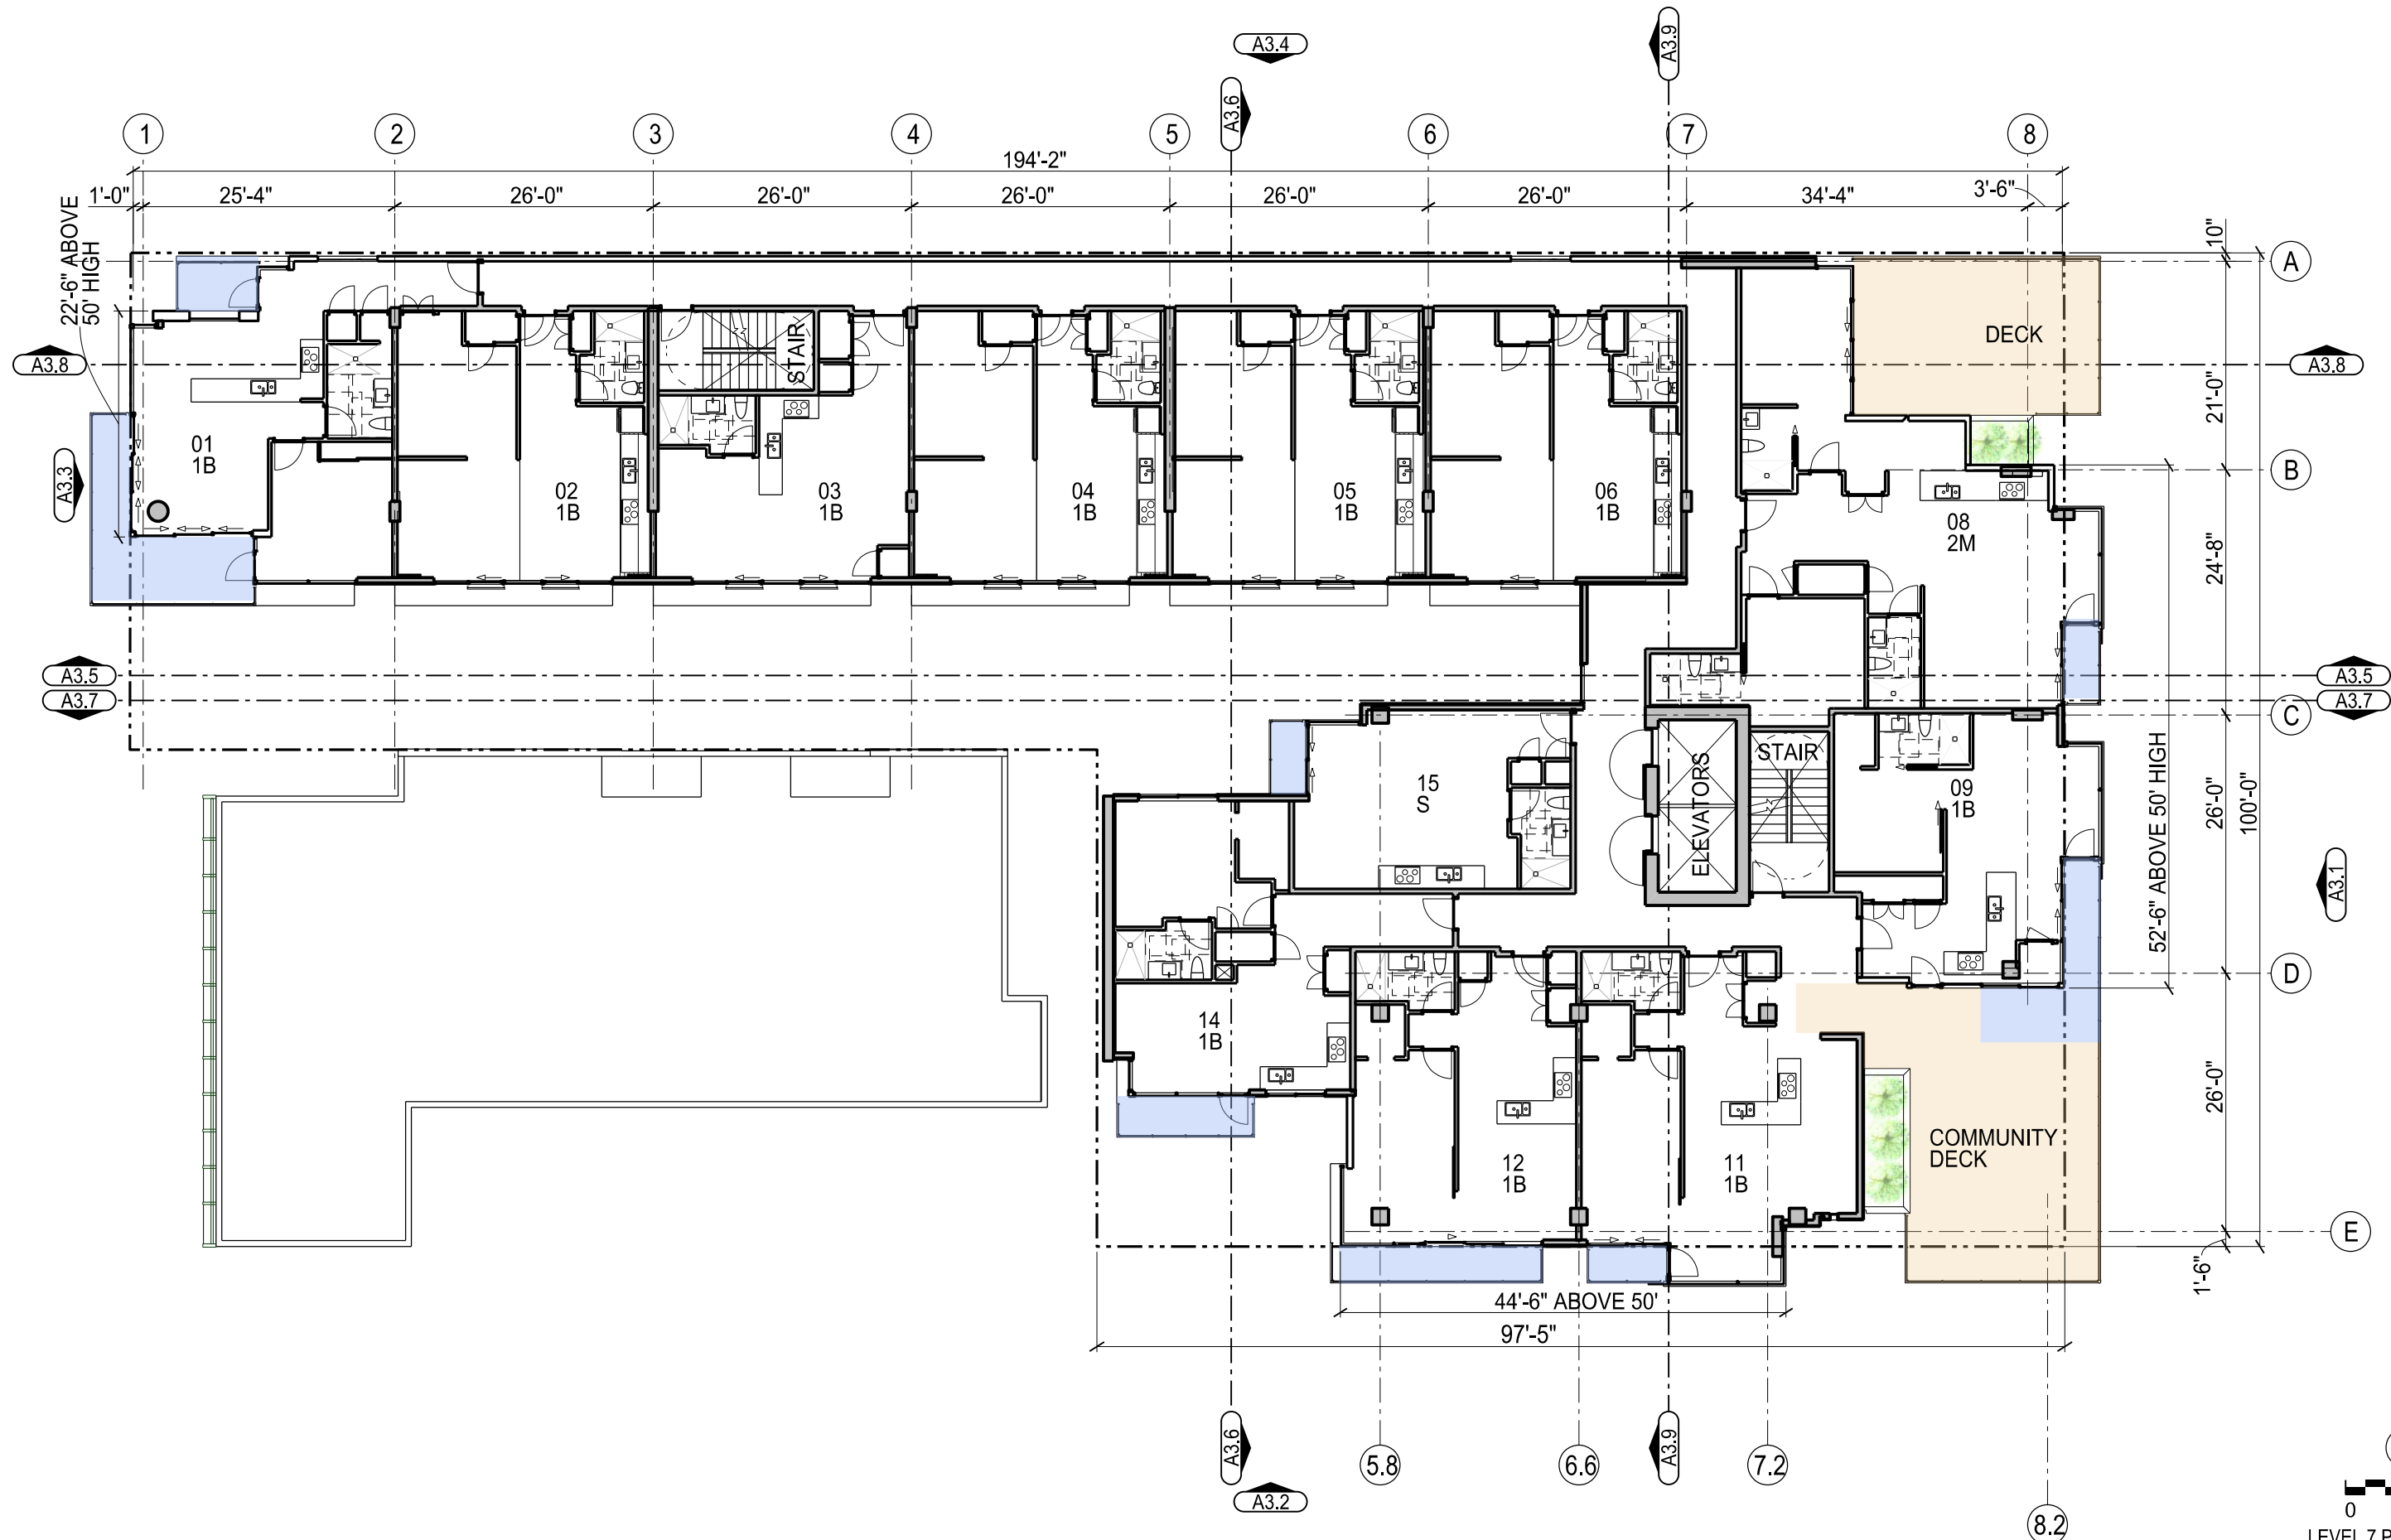 A3.4
A3.9
A3.6
1
2
3
4
5
6
7
8
194'-2"
1'-0"
25'-4"
26'-0"
26'-0"
26'-0"
26'-0"
26'-0"
34'-4"
3'-6"
22'-6" ABOVE
50' HIGH
10"
A
DECK
STAIR
A3.8
A3.8
21'-0"
01
1B
A3.3
B
02
1B
03
1B
04
1B
05
1B
06
1B
08
2M
24'-8"
A3.5
A3.7
A3.5
A3.7
C
STAIR
ELEVATORS
15
S
09
1B
52'-6" ABOVE 50' HIGH
26'-0"
100'-0"
A3.1
D
14
1B
12
1B
11
1B
COMMUNITY
DECK
26'-0"
E
1'-6"
44'-6" ABOVE 50'
97'-5"
A3.6
5.8
6.6
A3.9
7.2
A3.2
8.2
0